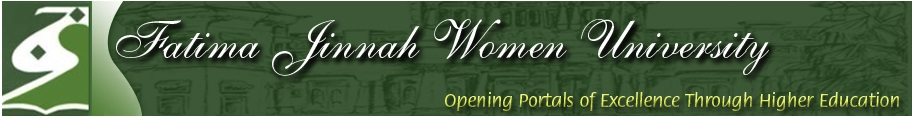 Fatima Jinnah Women University
Opening Portals of Excellence Through Higher Education